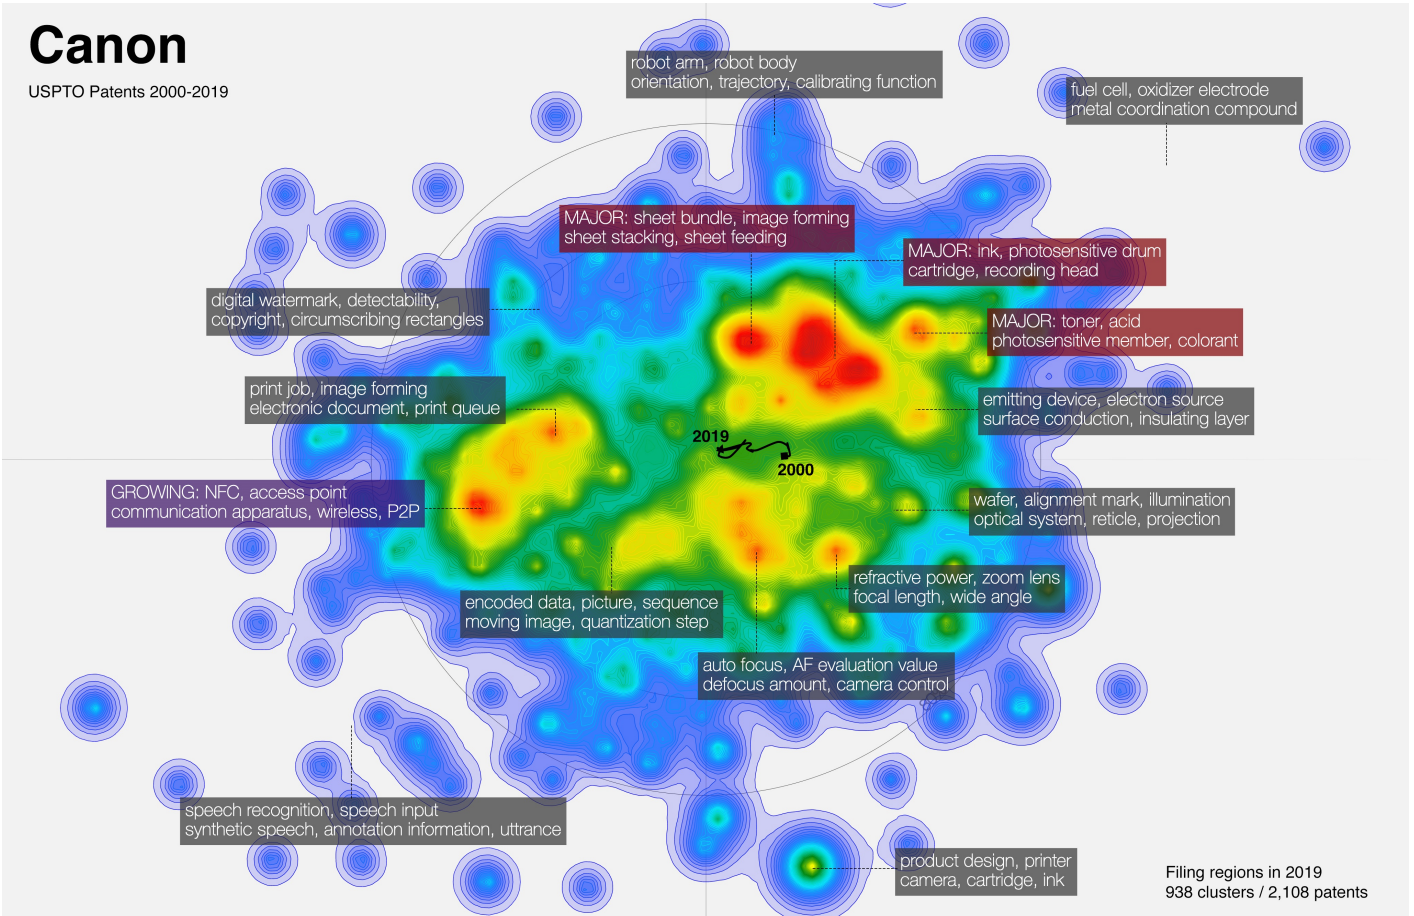 Canon
USPTO Patents 2000-2019
robot arm, robot body
orientation, trajectory, calibrating function
fuel cell, oxidizer electrode
metal coordination compound
MAJOR: sheet bundle, image forming
sheet stacking, sheet feeding
MAJOR: ink, photosensitive drum
cartridge, recording head
digital watermark, detectability,
copyright, circumscribing rectangles
MAJOR: toner, acid
photosensitive member, colorant
print job, image forming
electronic document, print queue
emitting device, electron source
surface conduction, insulating layer
2019
2000
GROWING: NFC, access point
communication apparatus, wireless, P2P
wafer, alignment mark, illumination
optical system, reticle, projection
refractive power, zoom lens
focal length, wide angle
encoded data, picture, sequence
moving image, quantization step
auto focus, AF evaluation value
defocus amount, camera control
speech recognition, speech input
synthetic speech, annotation information, uttrance
product design, printer
camera, cartridge, ink
Filing regions in 2019
938 clusters / 2,108 patents